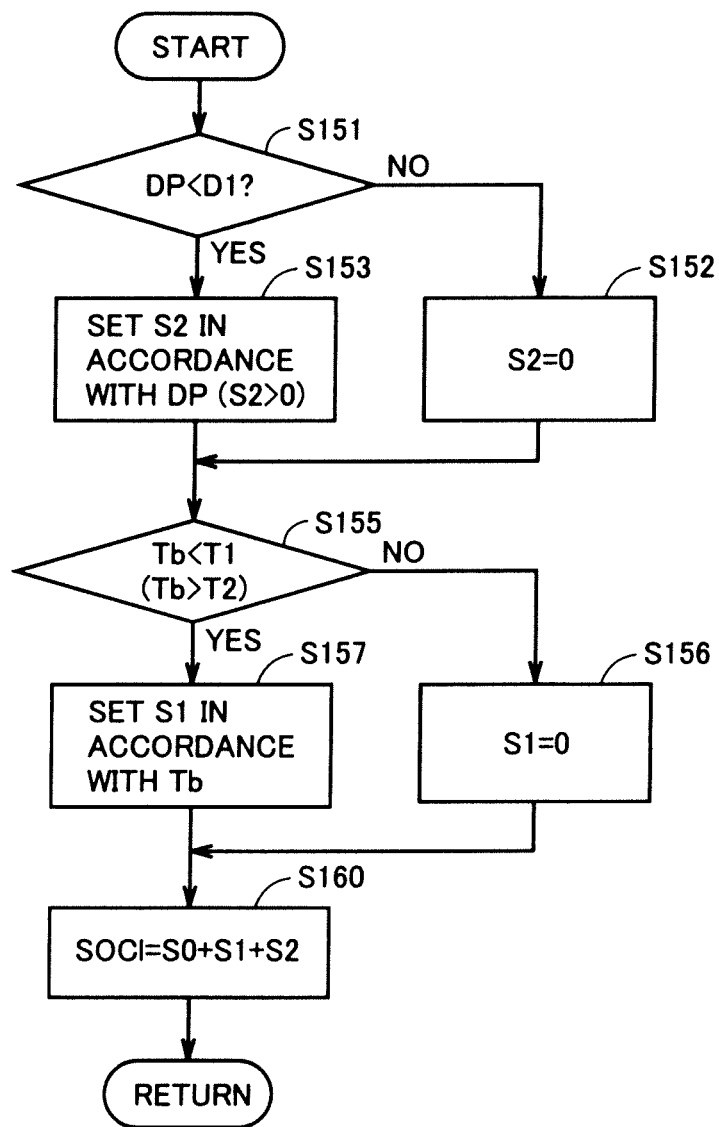 START
S151
DP<D1?
NO
YES
S153
S152
SET S2 IN
ACCORDANCE
WITH DP (S2>0)
S2=0
S155
Tb<T1
(Tb>T2)
NO
YES
S157
S156
SET S1 IN
ACCORDANCE
WITH Tb
S1=0
S160
SOCl=S0+S1+S2
RETURN